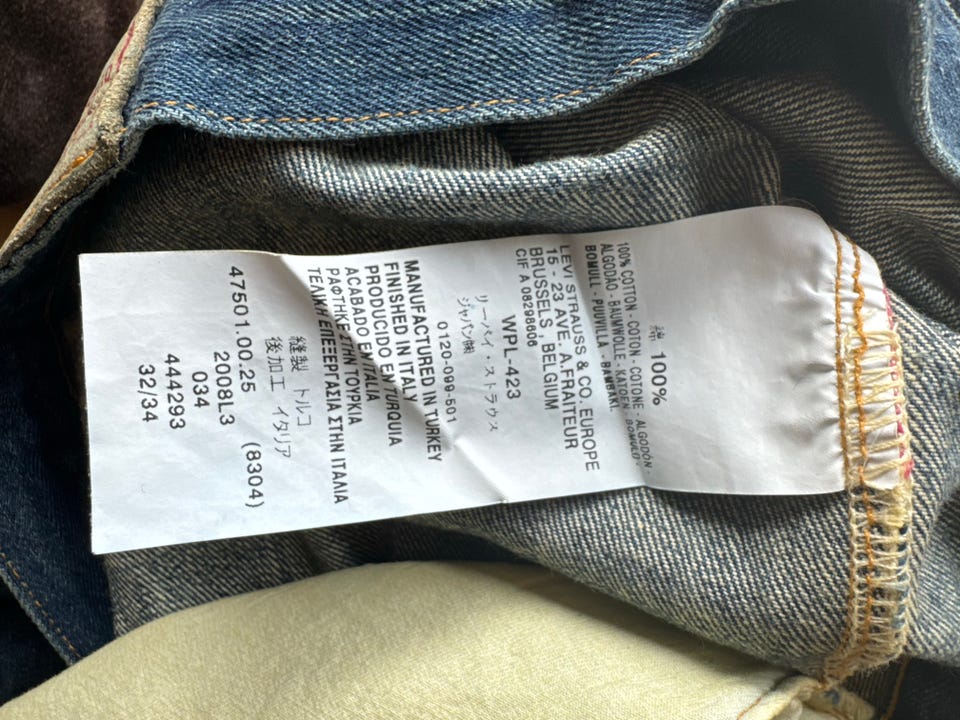 綿 100%
100% COTTON - COTON - COTONE - ALGODÓN -
ALGODÃO - BAUMWOLLE - KATOEN - BOMULD -
BOMULL - PUUVILLA - BAMBAKI.
LEVI STRAUSS & CO. EUROPE
15 - 23 AVE. A.FRAITEUR
BRUSSELS, BELGIUM
CIF A 08298606
WPL-423
リーバイ・ストラウス
ジャパン㈱
0120-099-501
MANUFACTURED IN TURKEY
FINISHED IN ITALY
PRODUCIDO EN TURQUIA
ACABADO EN ITALIA
ΡΑΦΤΗΚΕ ΣΤΗΝ ΤΟΥΡΚΙΑ
ΤΕΛΙΚΗ ΕΠΕΞΕΡΓΑΣΙΑ ΣΤΗΝ ΙΤΑΛΙΑ
縫製 トルコ
後加工 イタリア
47501.00.25 (8304)
2008L3
034
444293
32/34